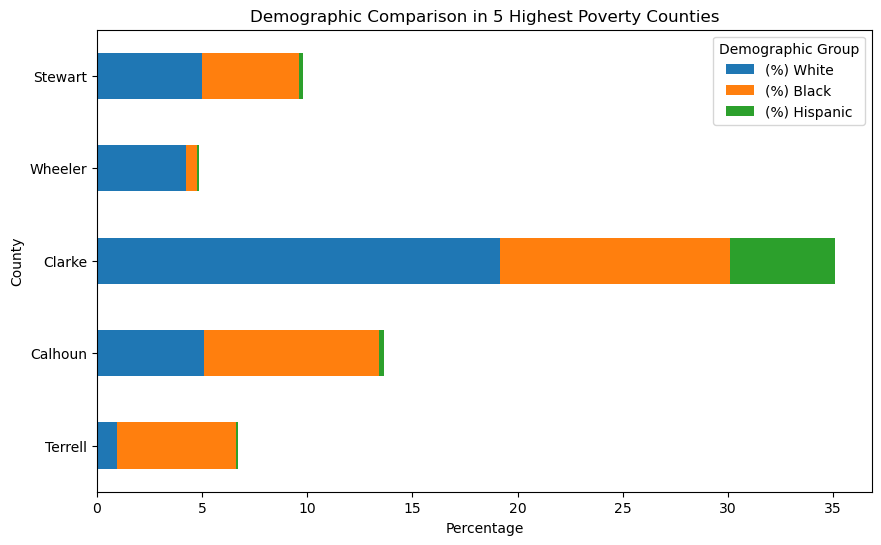 Demographic Comparison in 5 Highest Poverty Counties
Demographic Group
(%) White
(%) Black
(%) Hispanic
County
Stewart
Wheeler
Clarke
Calhoun
Terrell
0 5 10 15 20 25 30 35
Percentage